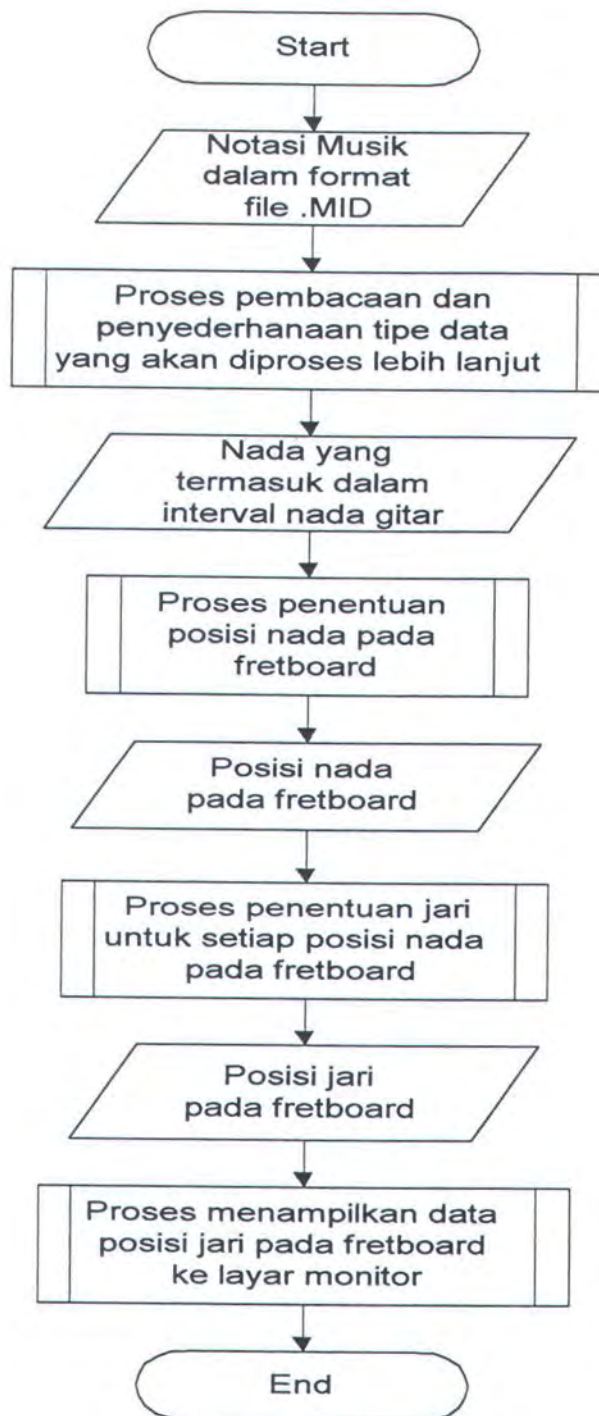 Start
Notasi Musik
dalam format
file .MID
Proses pembacaan dan
penyederhanaan tipe data
yang akan diproses lebih lanjut
Nada yang
termasuk dalam
interval nada gitar
Proses penentuan
posisi nada pada
fretboard
Posisi nada
pada fretboard
Proses penentuan jari
untuk setiap posisi nada
pada fretboard
Posisi jari
pada fretboard
Proses menampilkan data
posisi jari pada fretboard
ke layar monitor
End